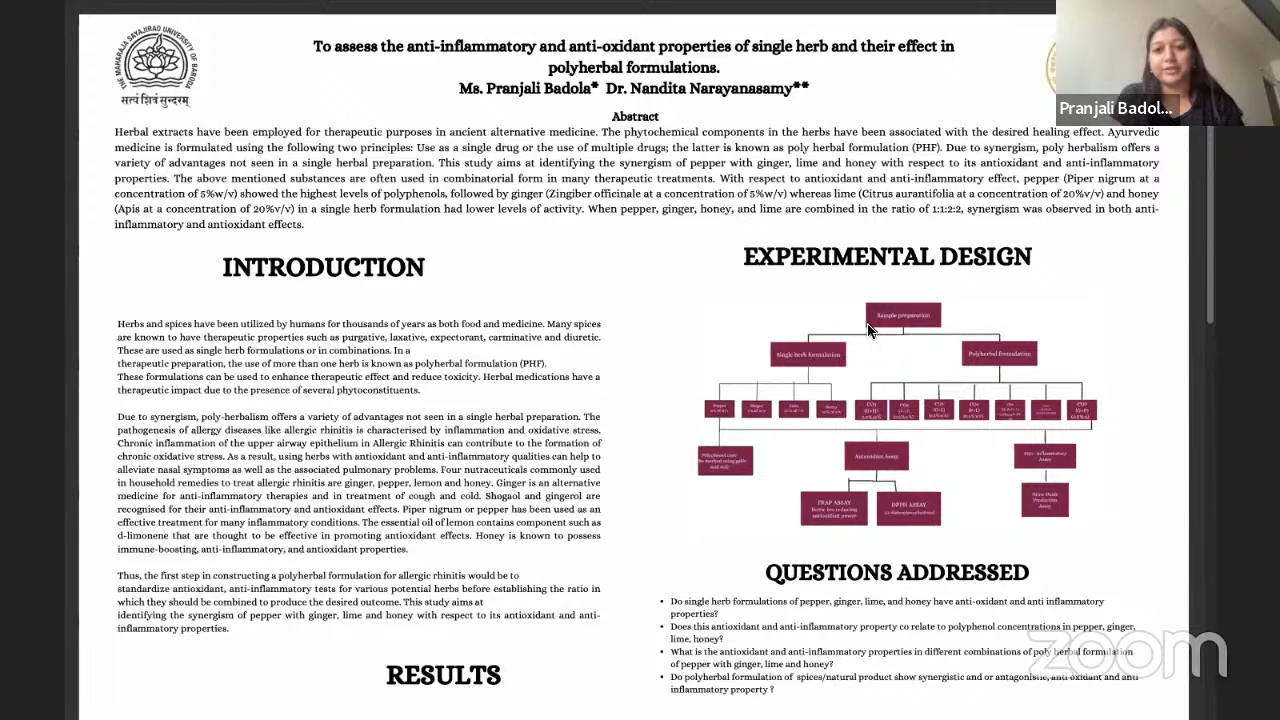 THE MAHARAJA SAYAJIRAO UNIVERSITY OF BARODA
सत्यं शिवं सुन्दरम्
To assess the anti-inflammatory and anti-oxidant properties of single herb and their effect in
polyherbal formulations.
Ms. Pranjali Badola* Dr. Nandita Narayanasamy**
Pranjali Badol...
Abstract
Herbal extracts have been employed for therapeutic purposes in ancient alternative medicine. The phytochemical components in the herbs have been associated with the desired healing effect. Ayurvedic
medicine is formulated using the following two principles: Use as a single drug or the use of multiple drugs; the latter is known as poly herbal formulation (PHF). Due to synergism, poly herbalism offers a
variety of advantages not seen in a single herbal preparation. This study aims at identifying the synergism of pepper with ginger, lime and honey with respect to its antioxidant and anti-inflammatory
properties. The above mentioned substances are often used in combinatorial form in many therapeutic treatments. With respect to antioxidant and anti-inflammatory effect, pepper (Piper nigrum at a
concentration of 5%w/v) showed the highest levels of polyphenols, followed by ginger (Zingiber officinale at a concentration of 5%w/v) whereas lime (Citrus aurantifolia at a concentration of 20%v/v) and honey
(Apis at a concentration of 20%v/v) in a single herb formulation had lower levels of activity. When pepper, ginger, honey, and lime are combined in the ratio of 1:1:2:2, synergism was observed in both anti-
inflammatory and antioxidant effects.
INTRODUCTION
Herbs and spices have been utilized by humans for thousands of years as both food and medicine. Many spices
are known to have therapeutic properties such as purgative, laxative, expectorant, carminative and diuretic.
These are used as single herb formulations or in combinations. In a
therapeutic preparation, the use of more than one herb is known as polyherbal formulation (PHF).
These formulations can be used to enhance therapeutic effect and reduce toxicity. Herbal medications have a
therapeutic impact due to the presence of several phytoconstituents.
Due to synergism, poly-herbalism offers a variety of advantages not seen in a single herbal preparation. The
pathogenesis of allergy diseases like allergic rhinitis is characterised by inflammation and oxidative stress.
Chronic inflammation of the upper airway epithelium in Allergic Rhinitis can contribute to the formation of
chronic oxidative stress. As a result, using herbs with antioxidant and anti-inflammatory qualities can help to
alleviate nasal symptoms as well as the associated pulmonary problems. Four nutraceuticals commonly used
in household remedies to treat allergic rhinitis are ginger, pepper, lemon and honey. Ginger is an alternative
medicine for anti-inflammatory therapies and in treatment of cough and cold. Shogaol and gingerol are
recognised for their anti-inflammatory and antioxidant effects. Piper nigrum or pepper has been used as an
effective treatment for many inflammatory conditions. The essential oil of lemon contains component such as
d-limonene that are thought to be effective in promoting antioxidant effects. Honey is known to possess
immune-boosting, anti-inflammatory, and antioxidant properties.
Thus, the first step in constructing a polyherbal formulation for allergic rhinitis would be to
standardize antioxidant, anti-inflammatory tests for various potential herbs before establishing the ratio in
which they should be combined to produce the desired outcome. This study aims at
identifying the synergism of pepper with ginger, lime and honey with respect to its antioxidant and anti-
inflammatory properties.
RESULTS
EXPERIMENTAL DESIGN
Sample preparation
Single herb formulation
Polyherbal formulation
Antioxidant Assay
Assay
FRAP ASSAY
Ferric ion reducing
antioxidant power
DPPH ASSAY
Nitric Oxide
Production
Assay
QUESTIONS ADDRESSED
• Do single herb formulations of pepper, ginger, lime, and honey have anti-oxidant and anti inflammatory
properties?
• Does this antioxidant and anti-inflammatory property co relate to polyphenol concentrations in pepper, ginger,
lime, honey?
• What is the antioxidant and anti-inflammatory properties in different combinations of poly herbal formulation
of pepper with ginger, lime and honey?
• Do polyherbal formulation of spices/natural product show synergistic and or antagonistic, anti oxidant and anti
inflammatory property ?
zoom